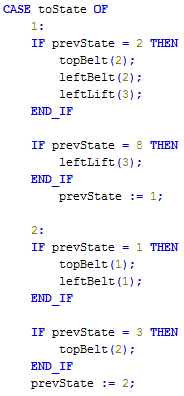 CASE toState OF
1:
IF prevState = 2 THEN
topBelt(2);
leftBelt(2);
leftLift(3);
END_IF
IF prevState = 8 THEN
leftLift(3);
END_IF
prevState := 1;
2:
IF prevState = 1 THEN
topBelt(1);
leftBelt(1);
END_IF
IF prevState = 3 THEN
topBelt(2);
END_IF
prevState := 2;